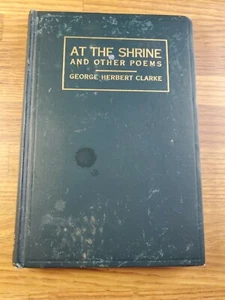 AT THE SHRINE
AND OTHER POEMS
GEORGE HERBERT CLARKE